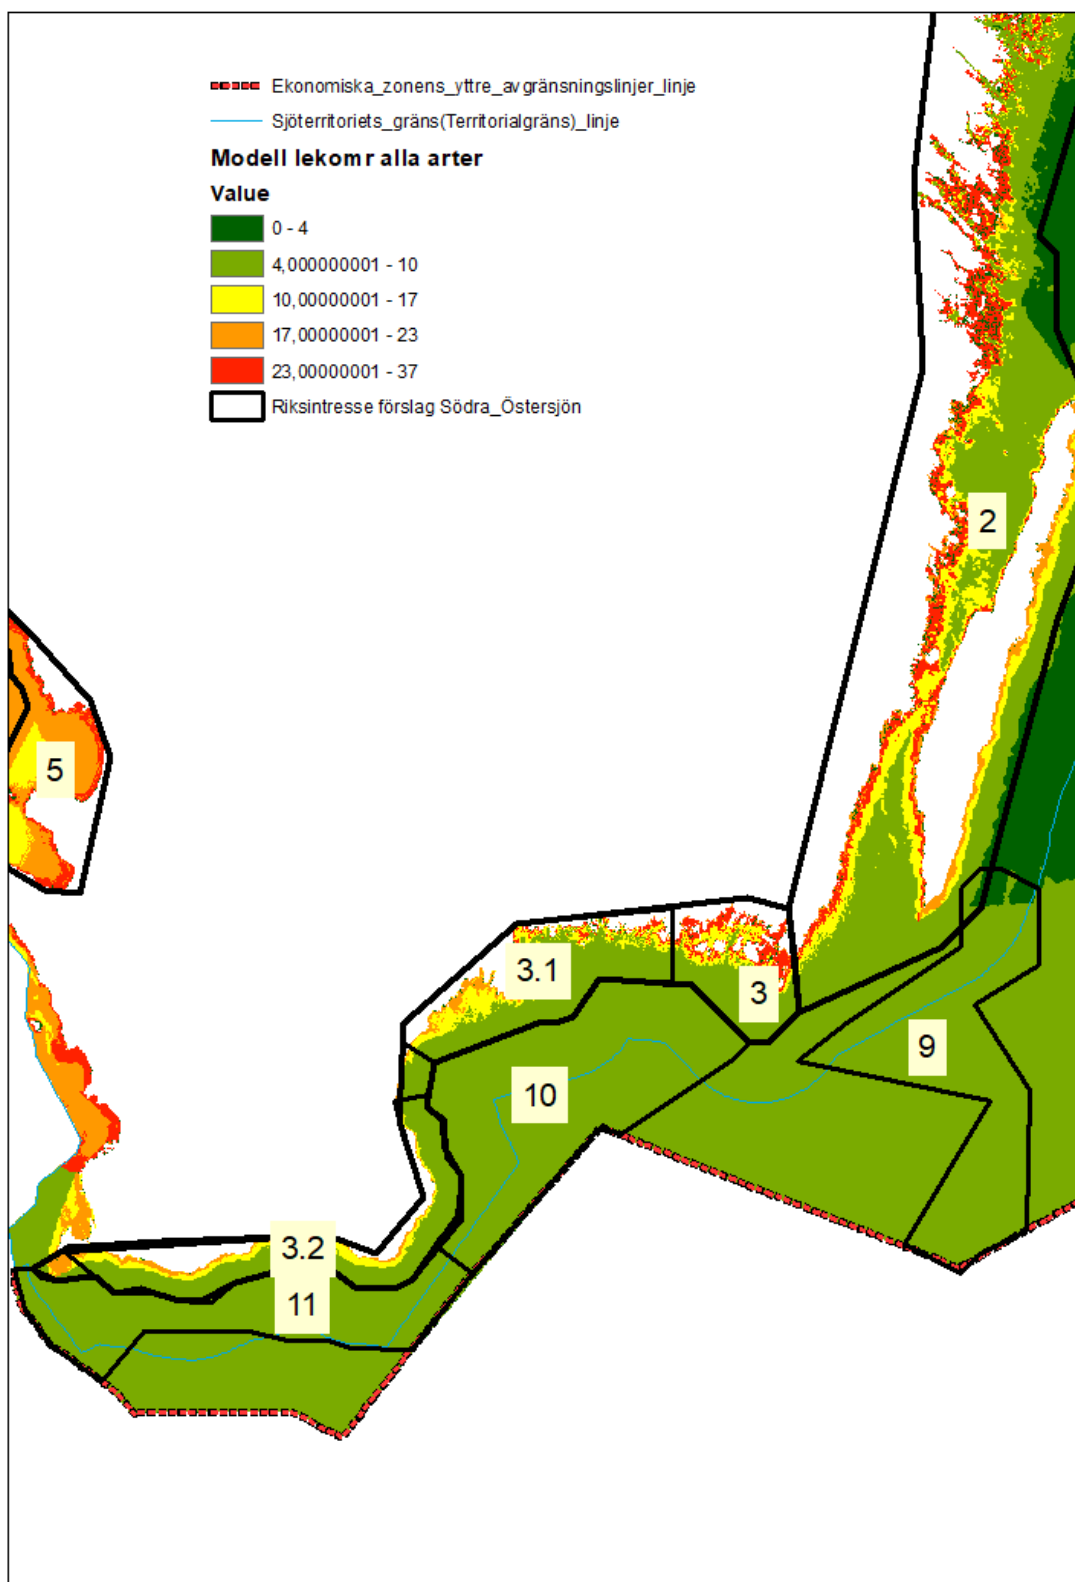 Ekonomiska_zonens_yttre_avgränsningslinjer_linje
Sjöterritoriets_gräns(Territorialgräns)_linje
Modell lekomr alla arter
Value
0 - 4
4,000000001 - 10
10,00000001 - 17
17,00000001 - 23
23,00000001 - 37
Riksintresse förslag Södra_Östersjön
2
5
3.1
3
9
10
3.2
11